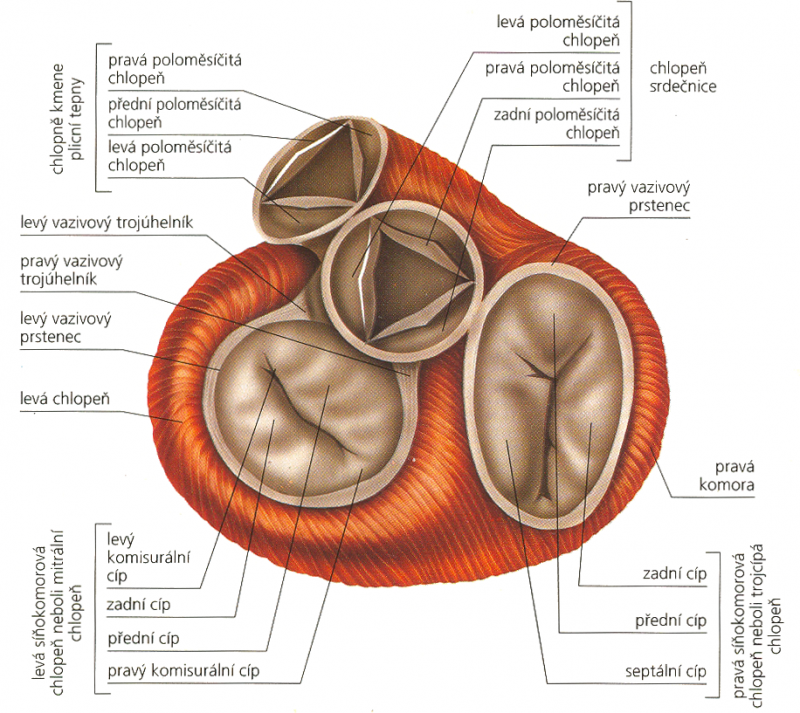 levá poloměsíčitá
chlopeň
pravá poloměsíčitá
chlopeň
zadní poloměsíčitá
chlopeň
chlopeň
srdečnice
chlopně kmene
plicní tepny
pravá poloměsíčitá
chlopeň
přední poloměsíčitá
chlopeň
levá poloměsíčitá
chlopeň
pravý vazivový
prstenec
levý vazivový trojúhelník
pravý vazivový
trojúhelník
levý vazivový
prstenec
levá chlopeň
pravá
komora
levá síňokomorová
chlopeň neboli mitrální
chlopeň
levý
komisurální
cíp
zadní cíp
přední cíp
pravý komisurální cíp
zadní cíp
přední cíp
septální cíp
pravá síňokomorová
chlopeň neboli trojcípá
chlopeň